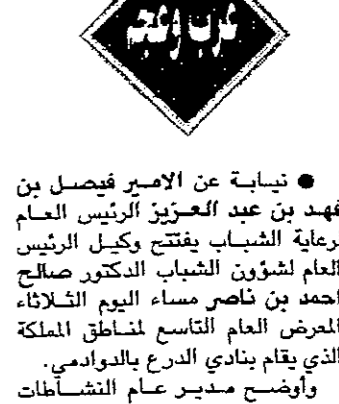 عرب وعجم
● نيابة عن الامير فيصل بن
فهد بن عبد العزيز الرئيس العام
لرعاية الشباب يفتتح وكيل الرئيس
العام لشؤون الشباب الدكتور صالح
احمد بن ناصر مساء اليوم الثلاثاء
المعرض العام التاسع لمناطق المملكة
الذي يقام بنادي الدرع بالدوادمي.
وأوضح مدير عام النشاطات